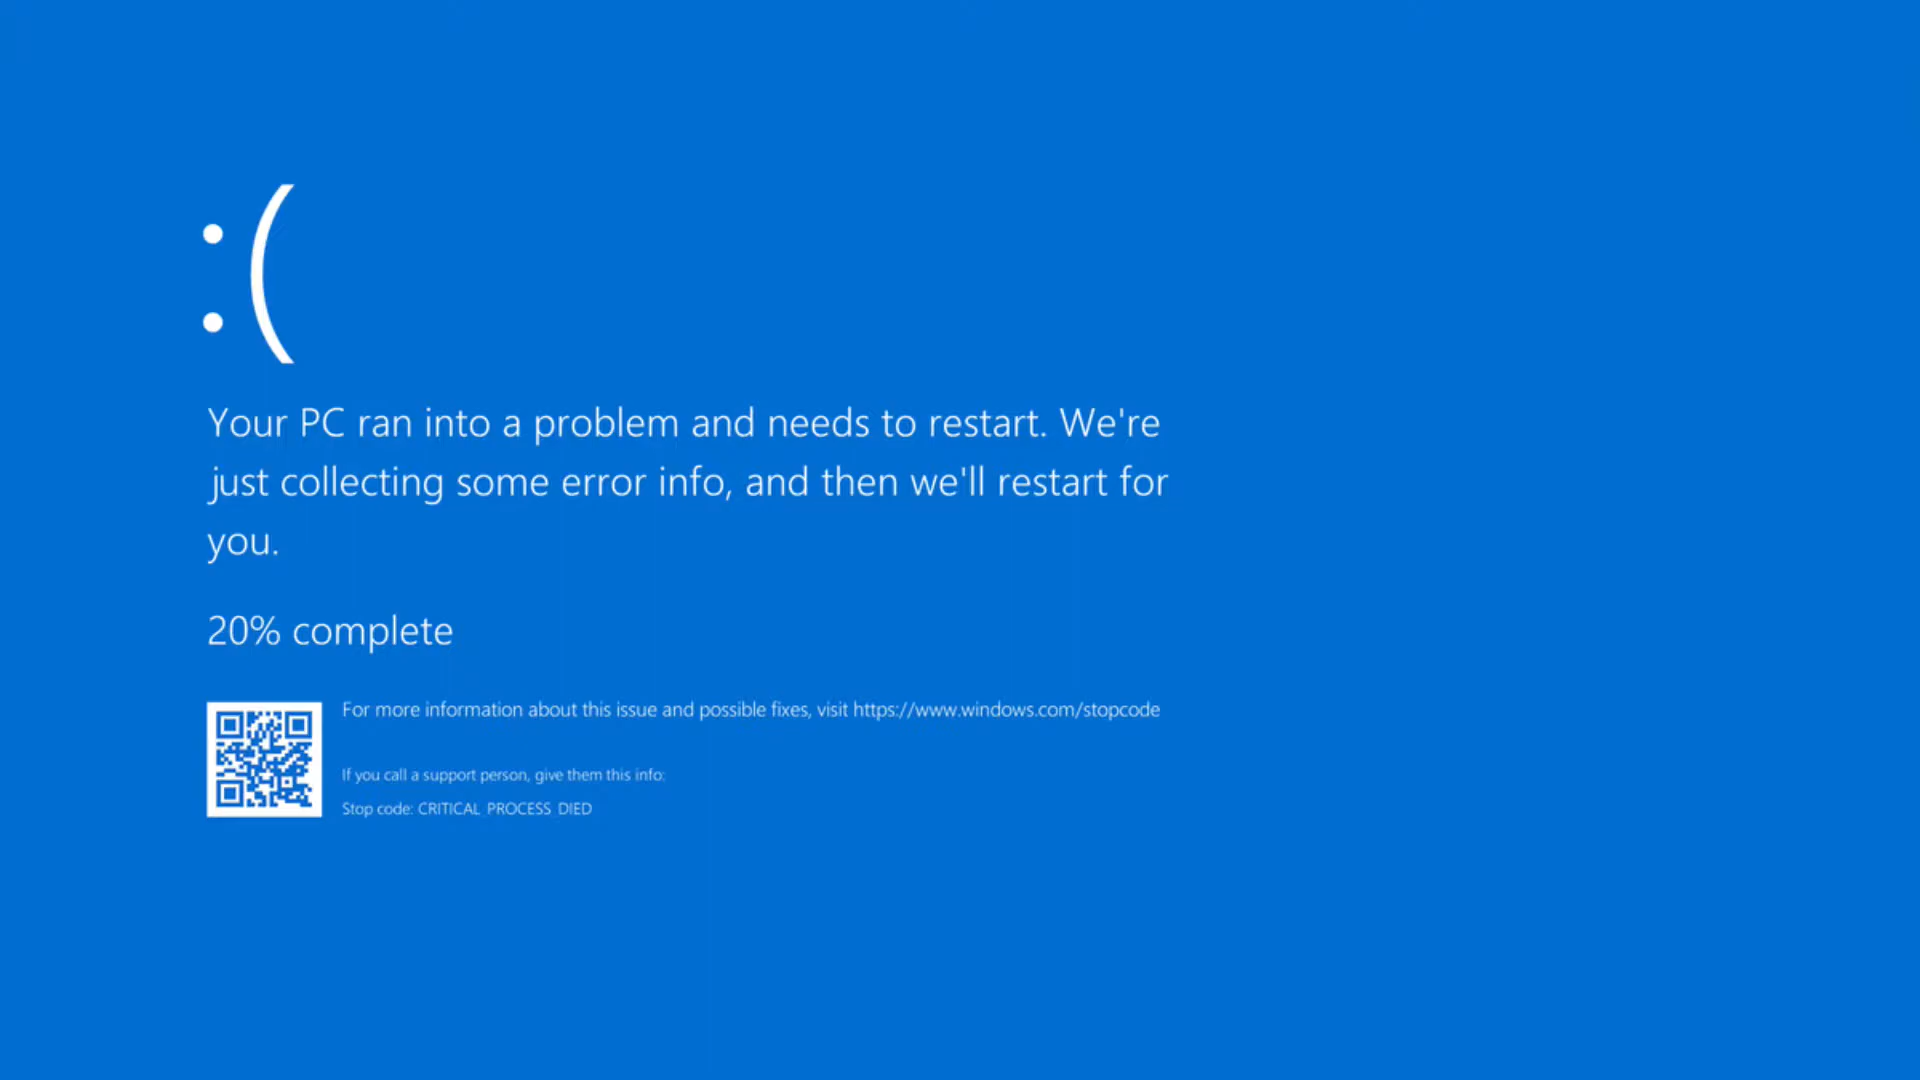 :(
Your PC ran into a problem and needs to restart. We're
just collecting some error info, and then we'll restart for
you.
20% complete
For more information about this issue and possible fixes, visit https://www.windows.com/stopcode
If you call a support person, give them this info:
Stop code: CRITICAL_PROCESS_DIED